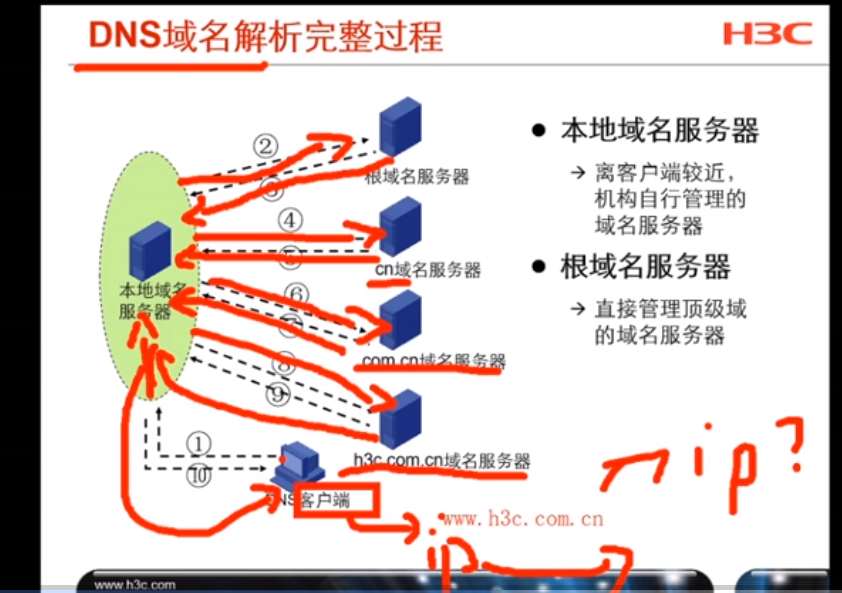 DNS域名解析完整过程
H3C
②
③
④
⑤
⑥
⑦
⑧
⑨
①
⑩
根域名服务器
cn域名服务器
com.cn域名服务器
h3c.com.cn域名服务器
本地域名
服务器
DNS客户端
www.h3c.com.cn
● 本地域名服务器
→ 离客户端较近，
机构自行管理的
域名服务器
● 根域名服务器
→ 直接管理顶级域
的域名服务器
ip?
ip
www.h3c.com